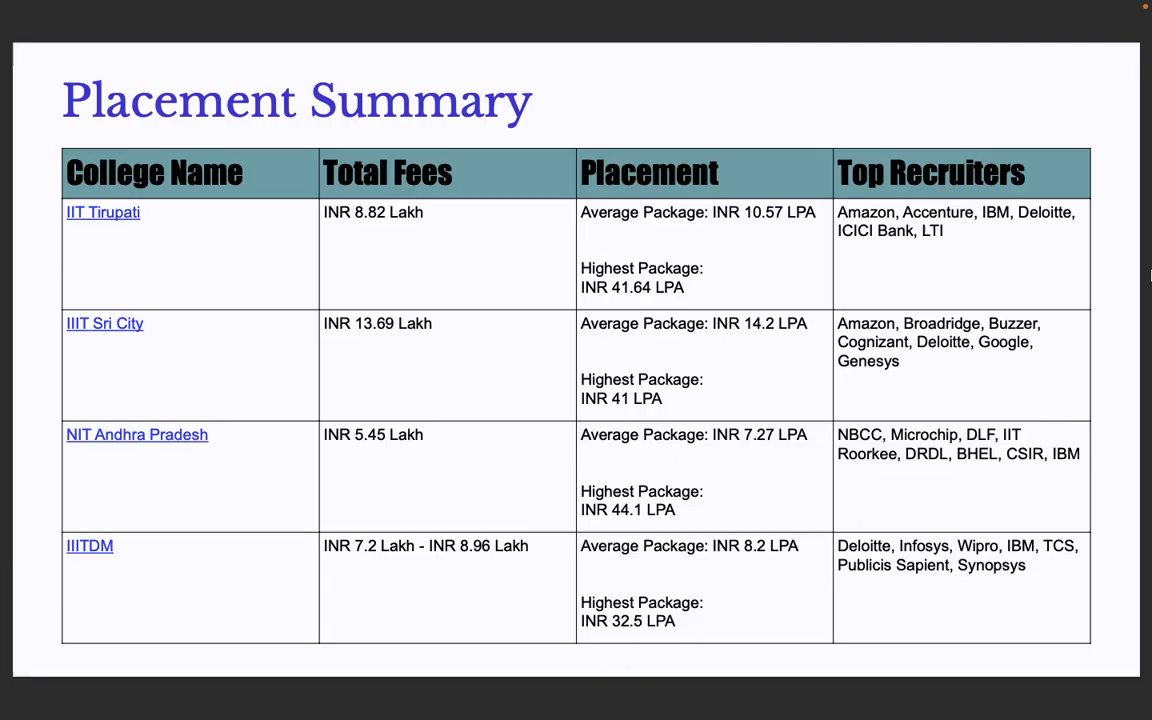 Placement Summary
College Name
Total Fees
Placement
Top Recruiters
IIT Tirupati
INR 8.82 Lakh
Average Package: INR 10.57 LPA
Highest Package:
INR 41.64 LPA
Amazon, Accenture, IBM, Deloitte,
ICICI Bank, LTI
IIIT Sri City
INR 13.69 Lakh
Average Package: INR 14.2 LPA
Highest Package:
INR 41 LPA
Amazon, Broadridge, Buzzer,
Cognizant, Deloitte, Google,
Genesys
NIT Andhra Pradesh
INR 5.45 Lakh
Average Package: INR 7.27 LPA
Highest Package:
INR 44.1 LPA
NBCC, Microchip, DLF, IIT
Roorkee, DRDL, BHEL, CSIR, IBM
IIITDM
INR 7.2 Lakh - INR 8.96 Lakh
Average Package: INR 8.2 LPA
Highest Package:
INR 32.5 LPA
Deloitte, Infosys, Wipro, IBM, TCS,
Publicis Sapient, Synopsys